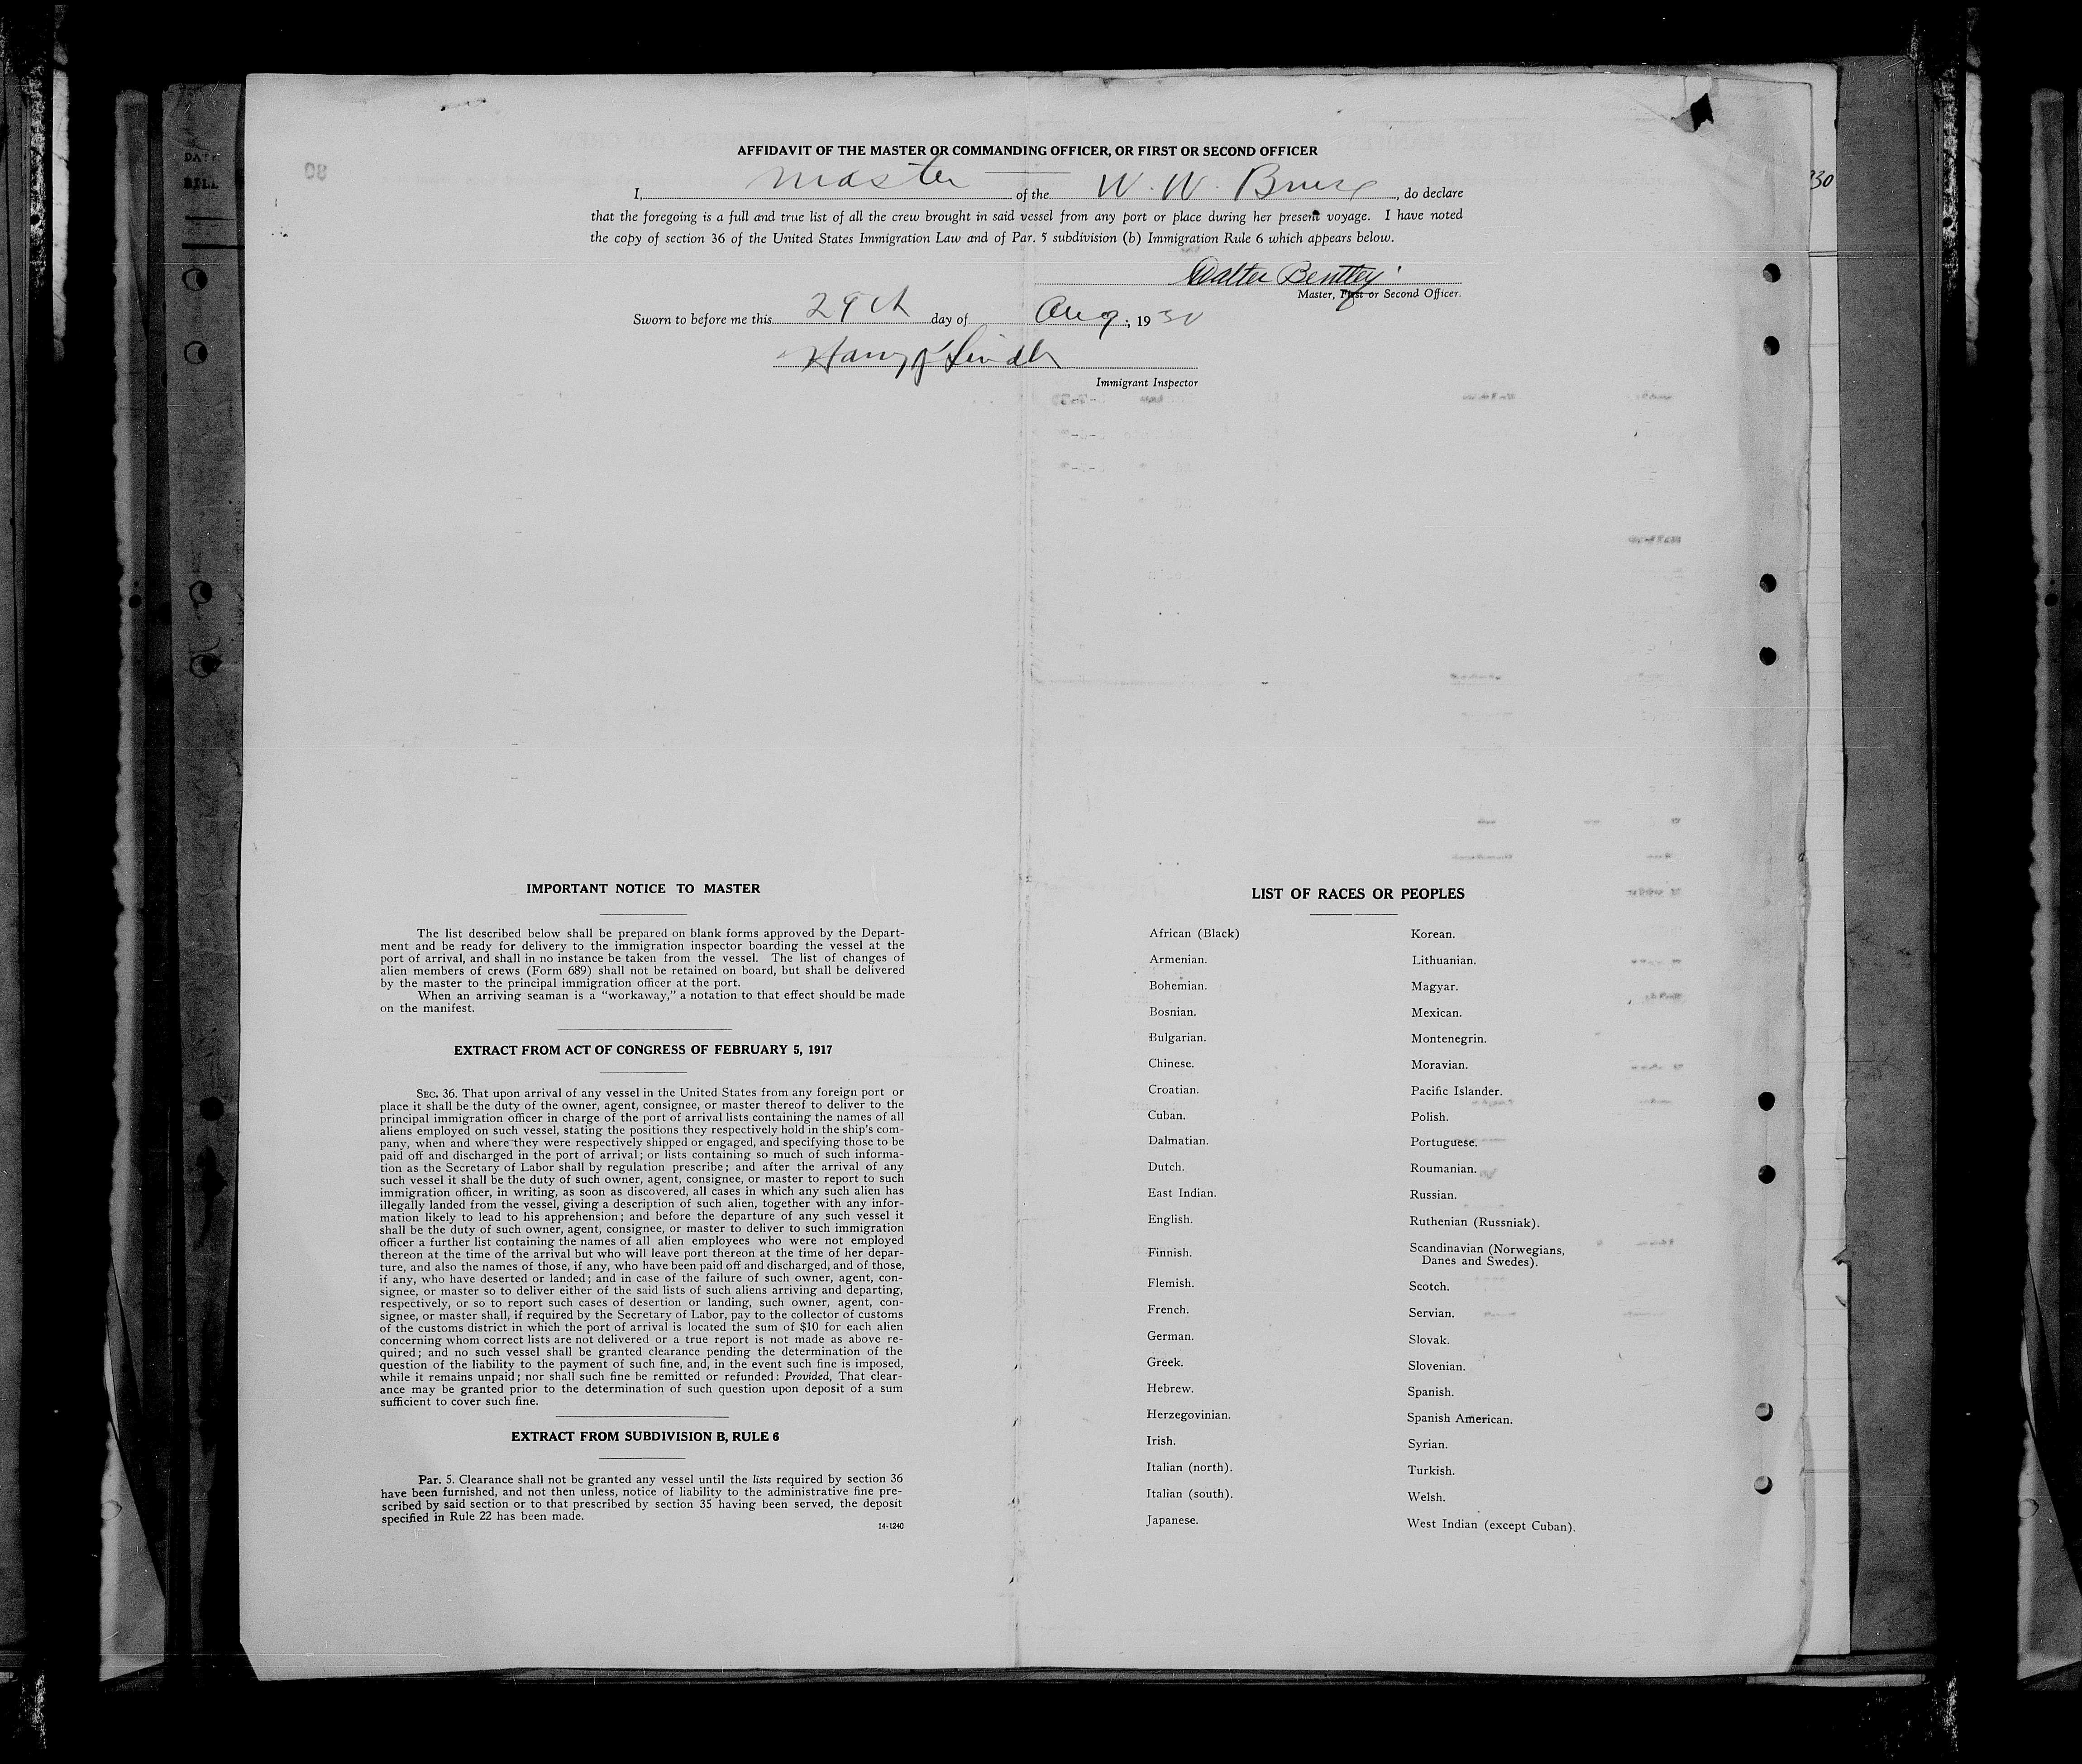 AFFIDAVIT OF THE MASTER OR COMMANDING OFFICER, OR FIRST OR SECOND OFFICER
I, Master of the W. W. Bruce, do declare
that the foregoing is a full and true list of all the crew brought in said vessel from any port or place during her present voyage. I have noted
the copy of section 36 of the United States Immigration Law and of Par. 5 subdivision (b) Immigration Rule 6 which appears below.
Walter Bentley
Master, First or Second Officer.
Sworn to before me this 29th day of Aug, 1930
Harry
Immigrant Inspector
30
IMPORTANT NOTICE TO MASTER
The list described below shall be prepared on blank forms approved by the Depart-
ment and be ready for delivery to the immigration inspector boarding the vessel at the
port of arrival, and shall in no instance be taken from the vessel. The list of changes of
alien members of crews (Form 689) shall not be retained on board, but shall be delivered
by the master to the principal immigration officer at the port.
When an arriving seaman is a "workaway," a notation to that effect should be made
on the manifest.
EXTRACT FROM ACT OF CONGRESS OF FEBRUARY 5, 1917
SEC. 36. That upon arrival of any vessel in the United States from any foreign port or
place it shall be the duty of the owner, agent, consignee, or master thereof to deliver to the
principal immigration officer in charge of the port of arrival lists containing the names of all
aliens employed on such vessel, stating the positions they respectively hold in the ship's com-
pany, when and where they were respectively shipped or engaged, and specifying those to be
paid off and discharged in the port of arrival; or lists containing so much of such informa-
tion as the Secretary of Labor shall by regulation prescribe; and after the arrival of any
such vessel it shall be the duty of such owner, agent, consignee, or master to report to such
immigration officer, in writing, as soon as discovered, all cases in which any such alien has
illegally landed from the vessel, giving a description of such alien, together with any infor-
mation likely to lead to his apprehension; and before the departure of any such vessel it
shall be the duty of such owner, agent, consignee, or master to deliver to such immigration
officer a further list containing the names of all alien employees who were not employed
thereon at the time of the arrival but who will leave port thereon at the time of her depar-
ture, and also the names of those, if any, who have been paid off and discharged, and of those,
if any, who have deserted or landed; and in case of the failure of such owner, agent, con-
signee, or master so to deliver either of the said lists of such aliens arriving and departing,
respectively, or so to report such cases of desertion or landing, such owner, agent, con-
signee, or master shall, if required by the Secretary of Labor, pay to the collector of customs
of the customs district in which the port of arrival is located the sum of $10 for each alien
concerning whom correct lists are not delivered or a true report is not made as above re-
quired; and no such vessel shall be granted clearance pending the determination of the
question of the liability to the payment of such fine, and, in the event such fine is imposed,
while it remains unpaid; nor shall such fine be remitted or refunded: Provided, That clear-
ance may be granted prior to the determination of such question upon deposit of a sum
sufficient to cover such fine.
EXTRACT FROM SUBDIVISION B, RULE 6
Par. 5. Clearance shall not be granted any vessel until the lists required by section 36
have been furnished, and not then unless, notice of liability to the administrative fine pre-
scribed by said section or to that prescribed by section 35 having been served, the deposit
specified in Rule 22 has been made.
14-1240
LIST OF RACES OR PEOPLES
African (Black)
Armenian.
Bohemian.
Bosnian.
Bulgarian.
Chinese.
Croatian.
Cuban.
Dalmatian.
Dutch.
East Indian.
English.
Finnish.
Flemish.
French.
German.
Greek.
Hebrew.
Herzegovinian.
Irish.
Italian (north).
Italian (south).
Japanese.
Korean.
Lithuanian.
Magyar.
Mexican.
Montenegrin.
Moravian.
Pacific Islander.
Polish.
Portuguese.
Roumanian.
Russian.
Ruthenian (Russniak).
Scandinavian (Norwegians,
Danes and Swedes).
Scotch.
Servian.
Slovak.
Slovenian.
Spanish.
Spanish American.
Syrian.
Turkish.
Welsh.
West Indian (except Cuban).